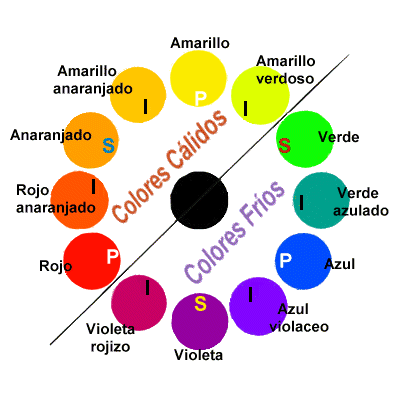 Amarillo
P
Amarillo
verdoso
I
Verde
S
Verde
azulado
I
Azul
P
Azul
violaceo
I
Violeta
S
Violeta
rojizo
I
Rojo
P
Rojo
anaranjado
I
Anaranjado
S
Amarillo
anaranjado
I
Colores Cálidos
Colores Fríos